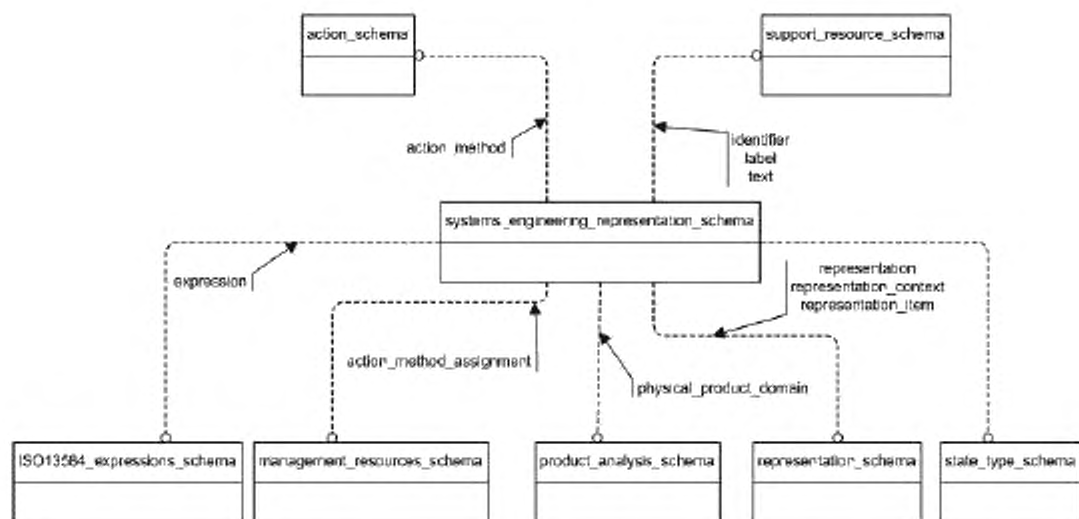 action_schema
support_resource_schema
action_method
identifier
label
text
systems_engineering_representation_schema
expression
representation
representation_context
representation_item
action_method_assignment
physical_product_domain
ISO13584_expressions_schema
management_resources_schema
product_analysis_schema
representation_schema
state_type_schema